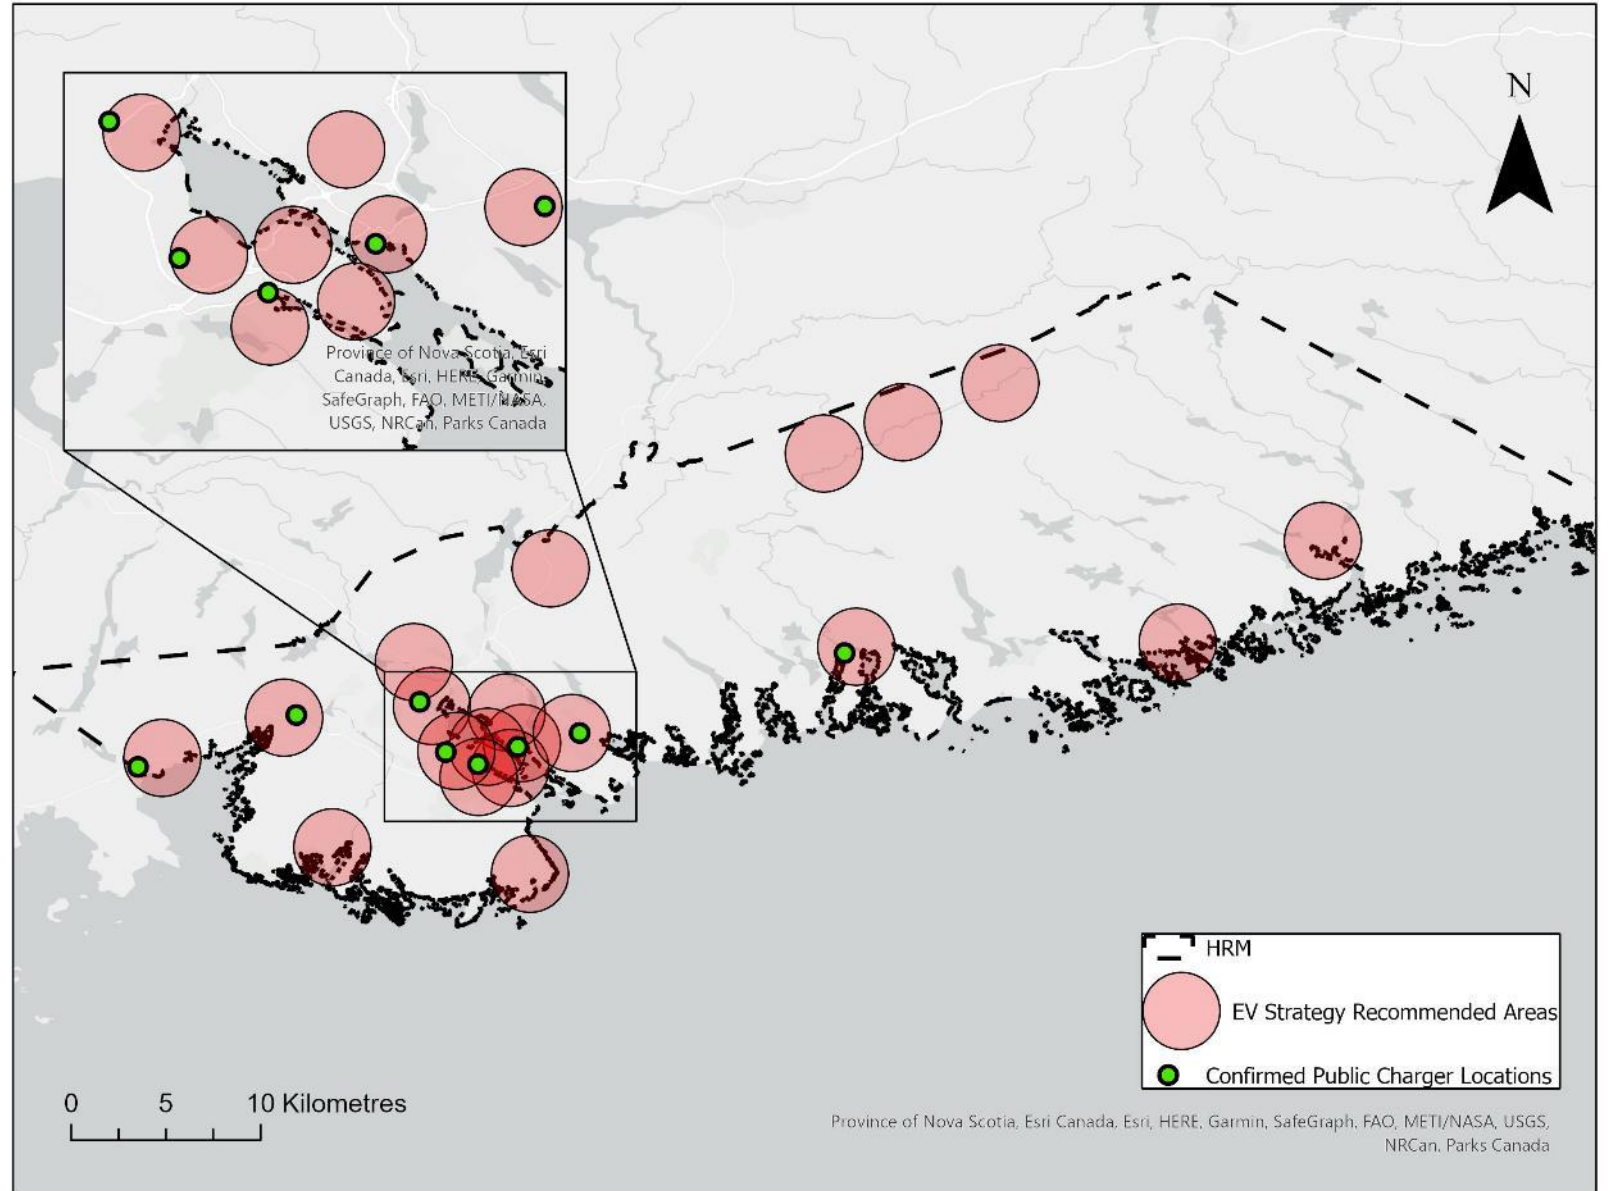 N
Province of Nova Scotia, Esri
Canada, Esri, HERE, Garmin,
SafeGraph, FAO, METI/NASA,
USGS, NRCan, Parks Canada
HRM
EV Strategy Recommended Areas
Confirmed Public Charger Locations
0 5 10 Kilometres
Province of Nova Scotia, Esri Canada, Esri, HERE, Garmin, SafeGraph, FAO, METI/NASA, USGS,
NRCan, Parks Canada